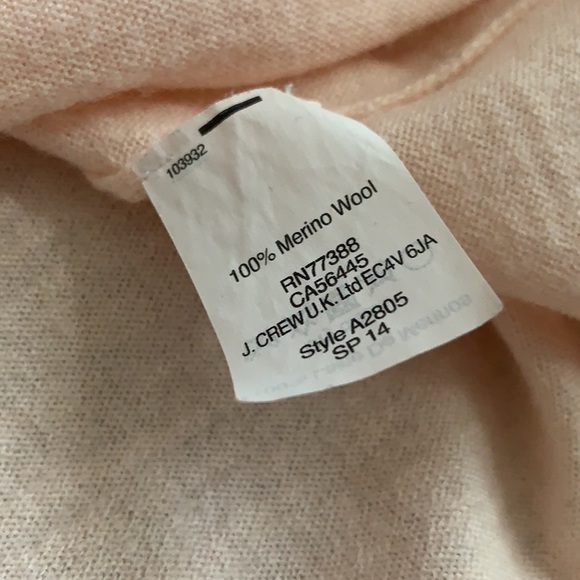 103932
100% Merino Wool
RN77388
CA56445
J. CREW U.K. Ltd EC4V 6JA
Style A2805
SP 14